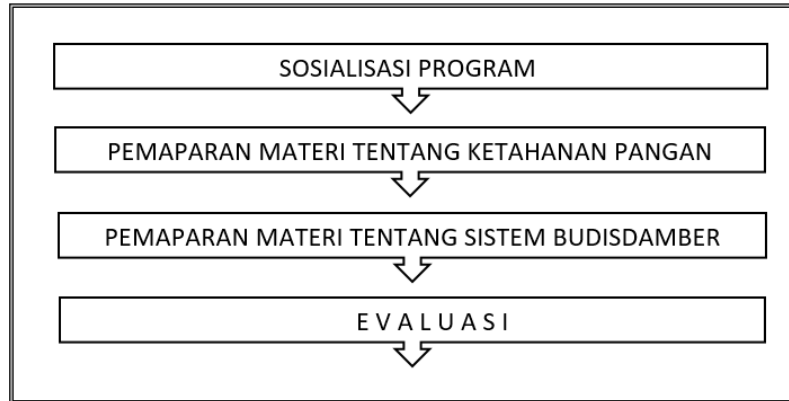 SOSIALISASI PROGRAM
PEMAPARAN MATERI TENTANG KETAHANAN PANGAN
PEMAPARAN MATERI TENTANG SISTEM BUDISDAMBER
E V A L U A S I